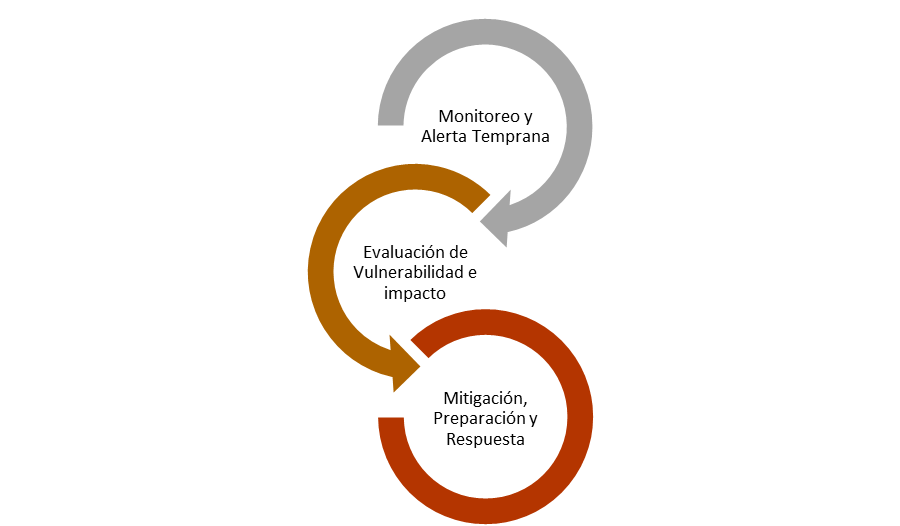 Monitoreo y
Alerta Temprana
Evaluación de
Vulnerabilidad e
impacto
Mitigación,
Preparación y
Respuesta